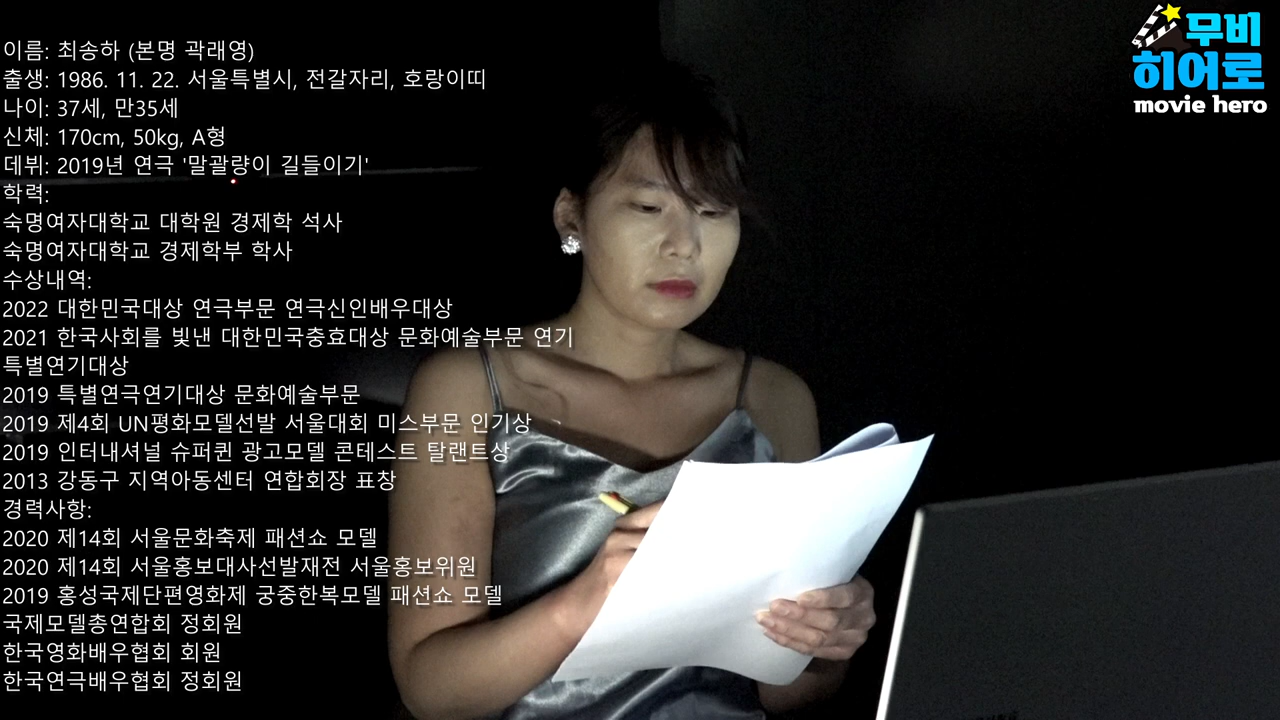 이름: 최송하 (본명 곽래영)
출생: 1986. 11. 22. 서울특별시, 전갈자리, 호랑이띠
나이: 37세, 만35세
신체: 170cm, 50kg, A형
데뷔: 2019년 연극 '말괄량이 길들이기'
학력:
숙명여자대학교 대학원 경제학 석사
숙명여자대학교 경제학부 학사
수상내역:
2022 대한민국대상 연극부문 연극신인배우대상
2021 한국사회를 빛낸 대한민국충효대상 문화예술부문 연기
특별연기대상
2019 특별연극연기대상 문화예술부문
2019 제4회 UN평화모델선발 서울대회 미스부문 인기상
2019 인터내셔널 슈퍼퀸 광고모델 콘테스트 탈랜트상
2013 강동구 지역아동센터 연합회장 표창
경력사항:
2020 제14회 서울문화축제 패션쇼 모델
2020 제14회 서울홍보대사선발재전 서울홍보위원
2019 홍성국제단편영화제 궁중한복모델 패션쇼 모델
국제모델총연합회 정회원
한국영화배우협회 회원
한국연극배우협회 정회원
무비
히어로
movie hero